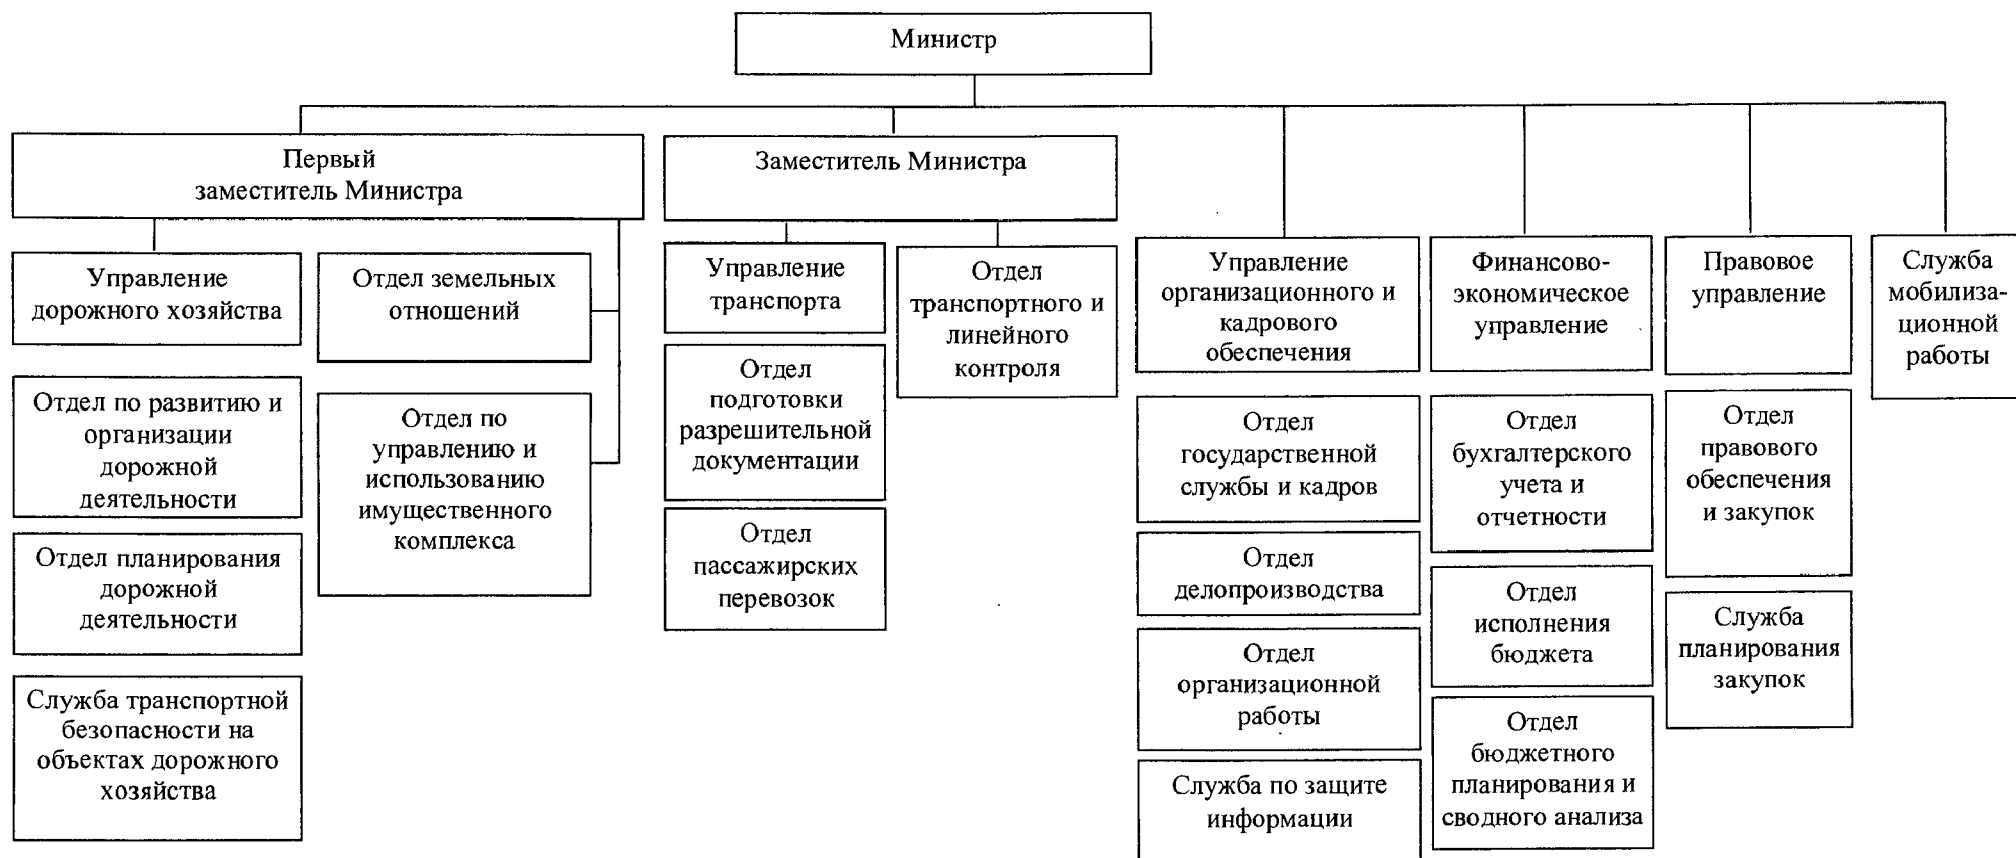 Министр
Первый
заместитель Министра
Заместитель Министра
Управление
дорожного хозяйства
Отдел по развитию и
организации
дорожной
деятельности
Отдел планирования
дорожной
деятельности
Служба транспортной
безопасности на
объектах дорожного
хозяйства
Отдел земельных
отношений
Отдел по
управлению и
использованию
имущественного
комплекса
Управление
транспорта
Отдел
подготовки
разрешительной
документации
Отдел
пассажирских
перевозок
Отдел
транспортного и
линейного
контроля
Управление
организационного и
кадрового
обеспечения
Отдел
государственной
службы и кадров
Отдел
делопроизводства
Отдел
организационной
работы
Служба по защите
информации
Финансово-
экономическое
управление
Отдел
бухгалтерского
учета и
отчетности
Отдел
исполнения
бюджета
Отдел
бюджетного
планирования и
сводного анализа
Правовое
управление
Отдел
правового
обеспечения
и закупок
Служба
планирования
закупок
Служба
мобилиза-
ционной
работы